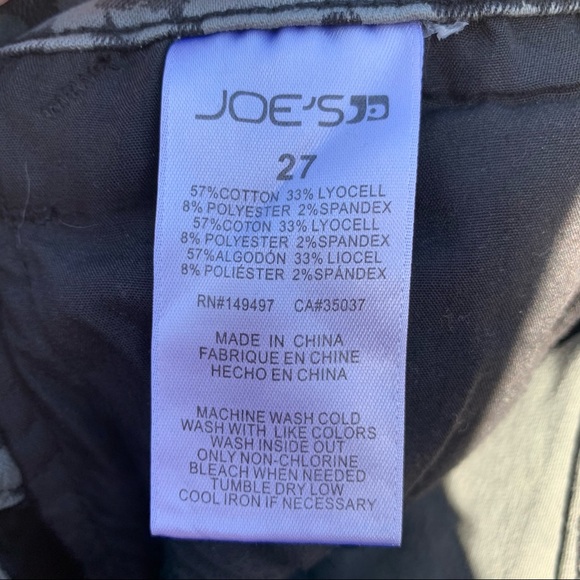 JOE'S JD
27
57%COTTON 33% LYOCELL
8% POLYESTER 2%SPANDEX
57%COTON 33% LYOCELL
8% POLYESTER 2%SPANDEX
57%ALGODÓN 33% LIOCEL
8% POLIÉSTER 2%SPÁNDEX
RN#149497 CA#35037
MADE IN CHINA
FABRIQUE EN CHINE
HECHO EN CHINA
MACHINE WASH COLD
WASH WITH LIKE COLORS
WASH INSIDE OUT
ONLY NON-CHLORINE
BLEACH WHEN NEEDED
TUMBLE DRY LOW
COOL IRON IF NECESSARY